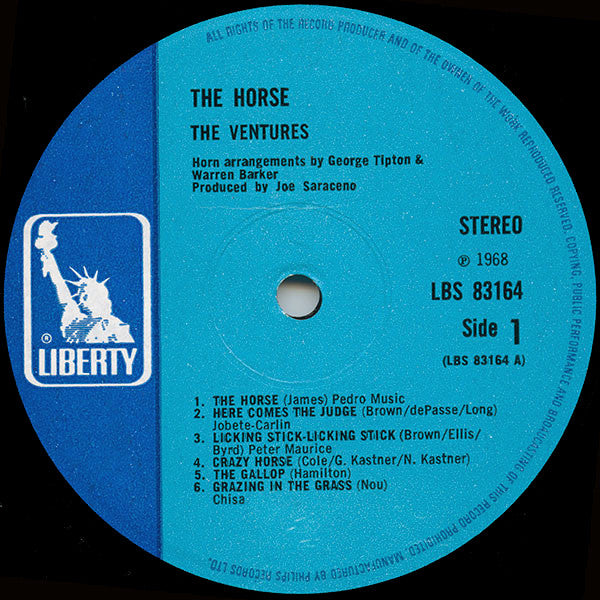 ALL RIGHTS OF THE RECORD PRODUCER AND OF THE OWNER OF THE WORK REPRODUCED RESERVED. COPYING, PUBLIC PERFORMANCE AND BROADCASTING OF THIS RECORD PROHIBITED. MANUFACTURED BY PHILIPS RECORDS LTD.
THE HORSE
THE VENTURES
Horn arrangements by George Tipton &
Warren Barker
Produced by Joe Saraceno
STEREO
℗ 1968
LBS 83164
Side 1
(LBS 83164 A)
® LIBERTY
1. THE HORSE (James) Pedro Music
2. HERE COMES THE JUDGE (Brown/dePasse/Long)
Jobete-Carlin
3. LICKING STICK-LICKING STICK (Brown/Ellis/
Byrd) Peter Maurice
4. CRAZY HORSE (Cole/G. Kastner/N. Kastner)
5. THE GALLOP (Hamilton)
6. GRAZING IN THE GRASS (Nou)
Chisa